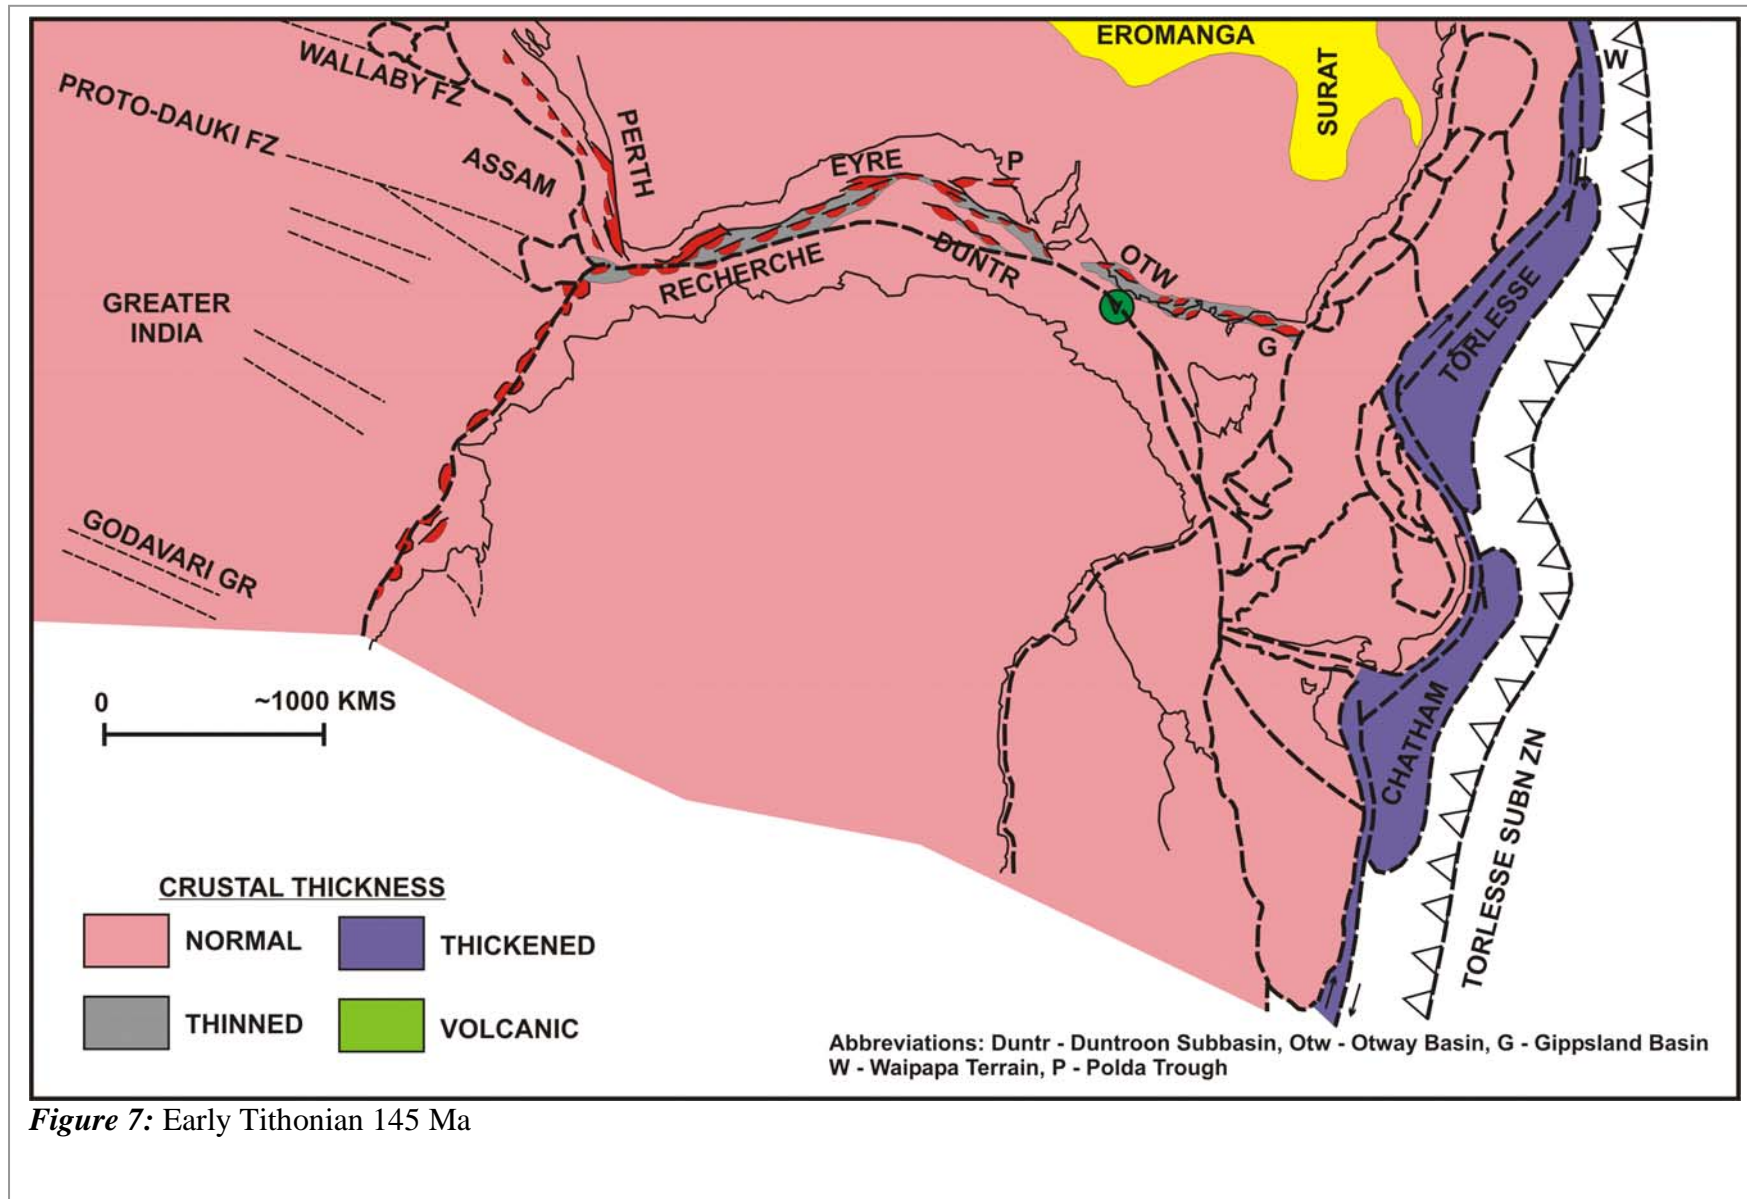 EROMANGA
SURAT
W
WALLABY FZ
PROTO-DAUKI FZ
PERTH
ASSAM
EYRE
P
RECHERCHE
DUNTR
OTW
V
G
TORLESSE
GREATER
INDIA
GODAVARI GR
CHATHAM
TORLESSE SUBN ZN
0 ~1000 KMS
CRUSTAL THICKNESS
NORMAL
THICKENED
THINNED
VOLCANIC
Abbreviations: Duntr - Duntroon Subbasin, Otw - Otway Basin, G - Gippsland Basin
W - Waipapa Terrain, P - Polda Trough
Figure 7: Early Tithonian 145 Ma